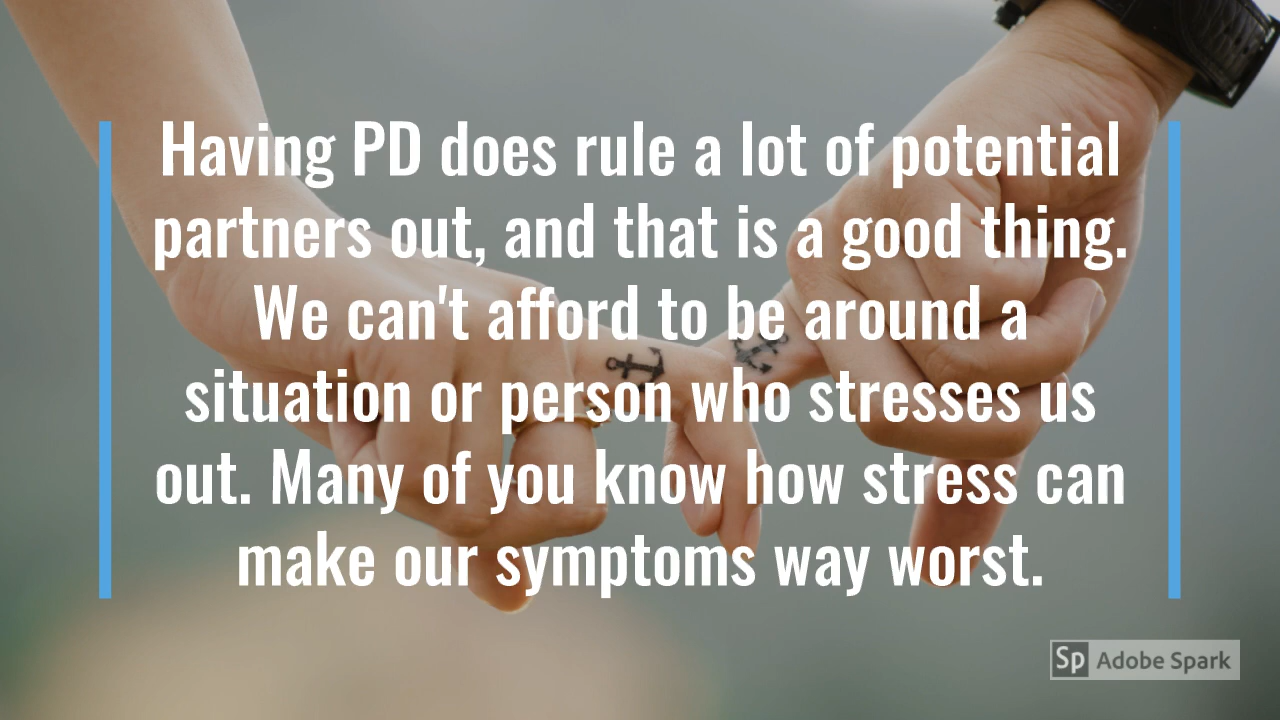 Having PD does rule a lot of potential
partners out, and that is a good thing.
We can't afford to be around a
situation or person who stresses us
out. Many of you know how stress can
make our symptoms way worst.
Sp Adobe Spark